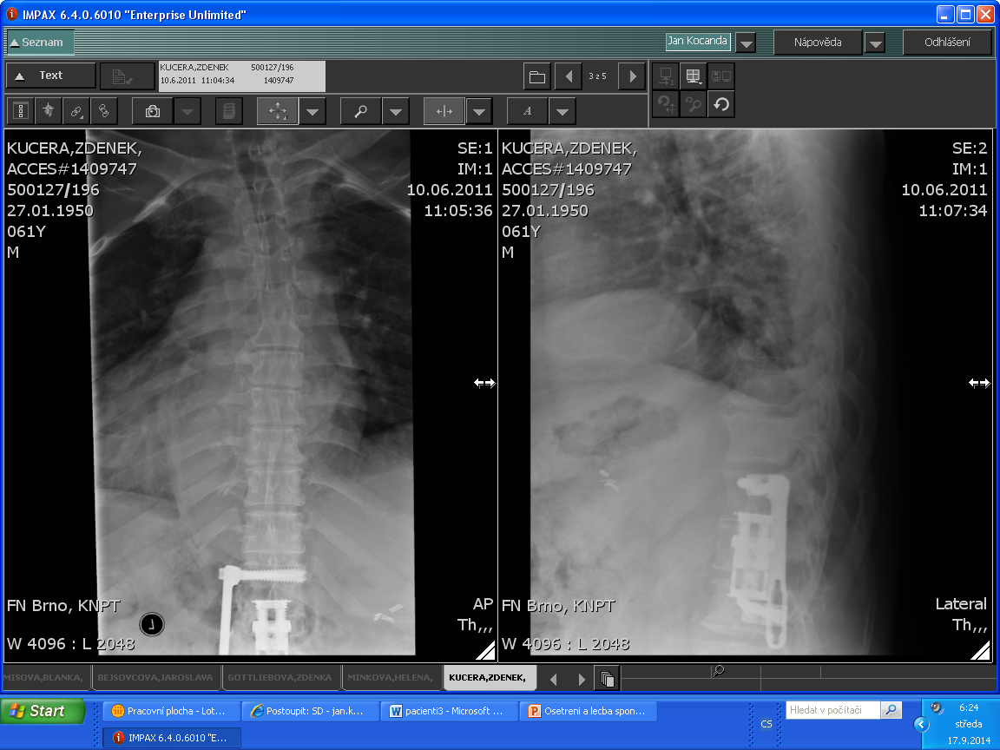 IMPAX 6.4.0.6010 "Enterprise Unlimited"
Seznam
Jan Kocanda
Nápověda
Odhlášení
Text
KUCERA,ZDENEK 500127/196
10.6.2011 11:04:34 1409747
3 z 5
A
KUCERA,ZDENEK,
ACCES#1409747
500127/196
27.01.1950
061Y
M
SE:1
IM:1
10.06.2011
11:05:36
FN Brno, KNPT
W 4096 : L 2048
AP
Th,,,
KUCERA,ZDENEK,
ACCES#1409747
500127/196
27.01.1950
061Y
M
SE:2
IM:1
10.06.2011
11:07:34
FN Brno, KNPT
W 4096 : L 2048
Lateral
Th,,,
MISOVA,BLANKA,
BEJSOVCOVA,JAROSLAVA
GOTTLIEBOVA,ZDENKA
MINKOVA,HELENA,
KUCERA,ZDENEK,
Start
Pracovní plocha - Lot...
Postoupit: SD - jan.k...
pacienti3 - Microsoft ...
Osetreni a lecba spon...
IMPAX 6.4.0.6010 "E...
CS
Hledat v počítači
6:24
středa
17.9.2014